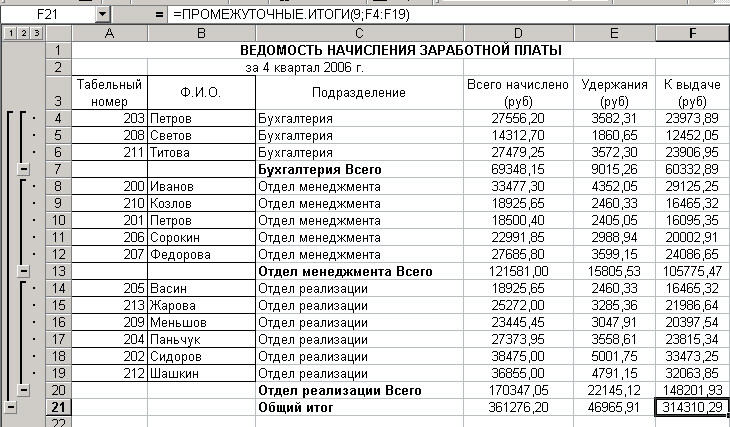 F21 = =ПРОМЕЖУТОЧНЫЕ.ИТОГИ(9;F4:F19)
1 2 3 A B C D E F
1 ВЕДОМОСТЬ НАЧИСЛЕНИЯ ЗАРАБОТНОЙ ПЛАТЫ
2 за 4 квартал 2006 г.
3 Табельный номер Ф.И.О. Подразделение Всего начислено (руб) Удержания (руб) К выдаче (руб)
4 203 Петров Бухгалтерия 27556,20 3582,31 23973,89
5 208 Светов Бухгалтерия 14312,70 1860,65 12452,05
6 211 Титова Бухгалтерия 27479,25 3572,30 23906,95
7 Бухгалтерия Всего 69348,15 9015,26 60332,89
8 200 Иванов Отдел менеджмента 33477,30 4352,05 29125,25
9 210 Козлов Отдел менеджмента 18925,65 2460,33 16465,32
10 201 Петров Отдел менеджмента 18500,40 2405,05 16095,35
11 206 Сорокин Отдел менеджмента 22991,85 2988,94 20002,91
12 207 Федорова Отдел менеджмента 27685,80 3599,15 24086,65
13 Отдел менеджмента Всего 121581,00 15805,53 105775,47
14 205 Васин Отдел реализации 18925,65 2460,33 16465,32
15 213 Жарова Отдел реализации 25272,00 3285,36 21986,64
16 209 Меньшов Отдел реализации 23445,45 3047,91 20397,54
17 204 Паньчук Отдел реализации 27373,95 3558,61 23815,34
18 202 Сидоров Отдел реализации 38475,00 5001,75 33473,25
19 212 Шашкин Отдел реализации 36855,00 4791,15 32063,85
20 Отдел реализации Всего 170347,05 22145,12 148201,93
21 Общий итог 361276,20 46965,91 314310,29
22